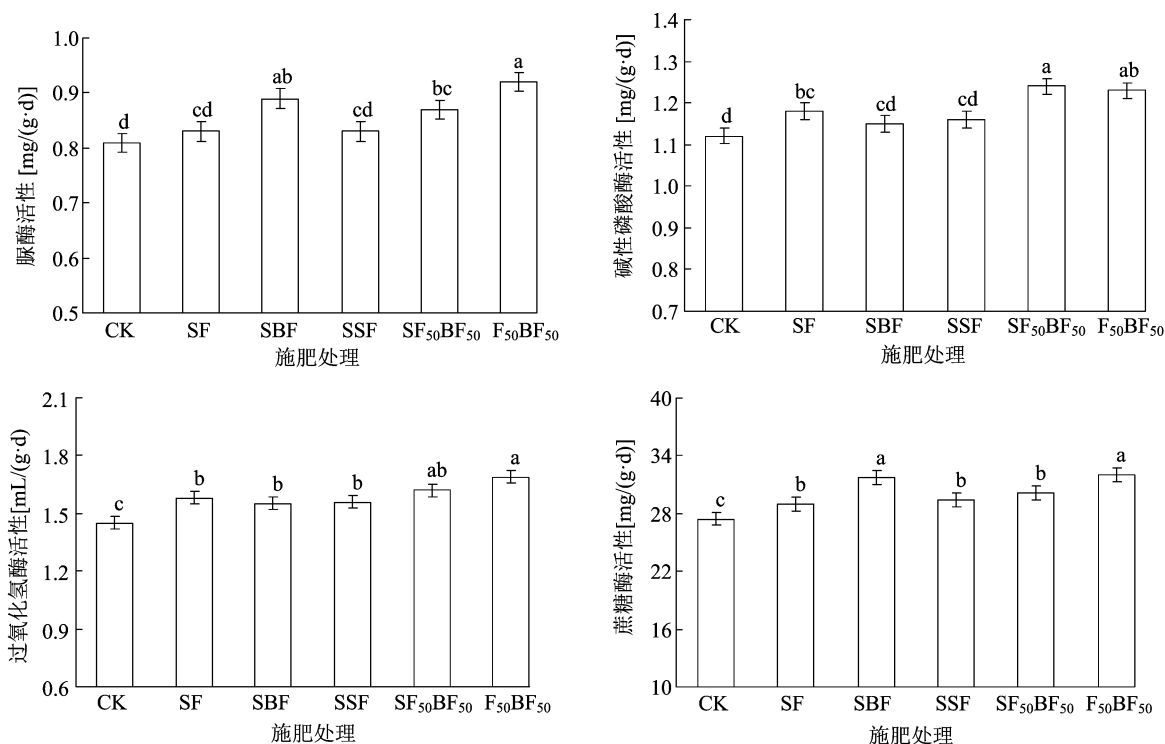 脲酶活性 [mg/(g·d)]
1.0
0.9
0.8
0.7
0.6
0.5
d
cd
ab
cd
bc
a
CK SF SBF SSF SF₅₀BF₅₀ F₅₀BF₅₀
施肥处理
碱性磷酸酶活性 [mg/(g·d)]
1.4
1.3
1.2
1.1
1.0
0.9
0.8
0.7
d
bc
cd
cd
a
ab
CK SF SBF SSF SF₅₀BF₅₀ F₅₀BF₅₀
施肥处理
过氧化氢酶活性[mL/(g·d)
2.1
1.8
1.5
1.2
0.9
0.6
c
b
b
b
ab
a
CK SF SBF SSF SF₅₀BF₅₀ F₅₀BF₅₀
施肥处理
蔗糖酶活性[mg/(g·d)]
40
34
28
22
16
10
c
b
a
b
b
a
CK SF SBF SSF SF₅₀BF₅₀ F₅₀BF₅₀
施肥处理